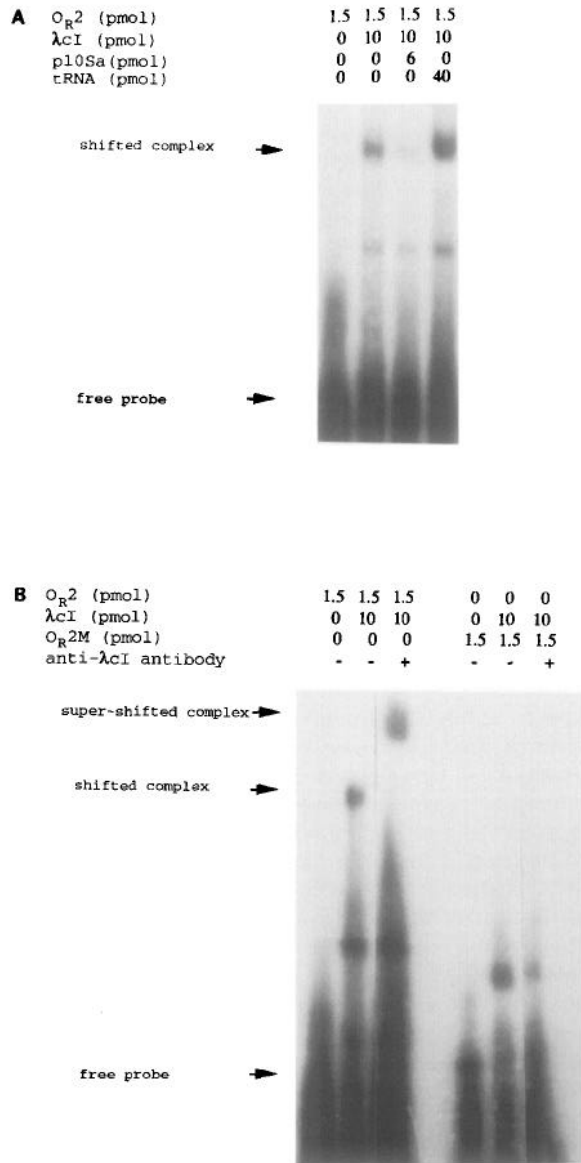 A O_R2 (pmol) 1.5 1.5 1.5 1.5
λcI (pmol) 0 10 10 10
p10Sa(pmol) 0 0 6 0
tRNA (pmol) 0 0 0 40
shifted complex
free probe
B O_R2 (pmol) 1.5 1.5 1.5 0 0 0
λcI (pmol) 0 10 10 0 10 10
O_R2M (pmol) 0 0 0 1.5 1.5 1.5
anti-λcI antibody - - + - - +
super-shifted complex
shifted complex
free probe